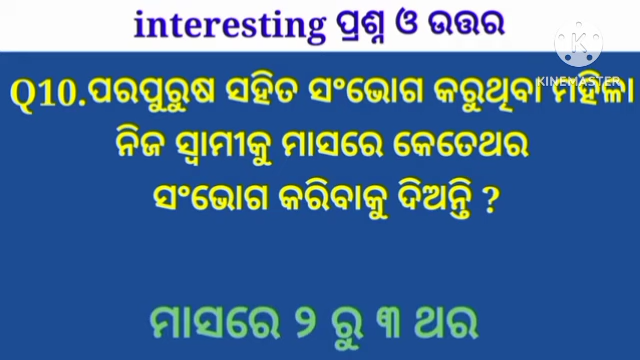 interesting ପ୍ରଶ୍ନ ଓ ଉତ୍ତର
KINEMASTER
Q10.ପରପୁରୁଷ ସହିତ ସଂଭୋଗ କରୁଥିବା ମହିଳା
ନିଜ ସ୍ୱାମୀକୁ ମାସରେ କେତେଥର
ସଂଭୋଗ କରିବାକୁ ଦିଅନ୍ତି ?
ମାସରେ ୨ ରୁ ୩ ଥର